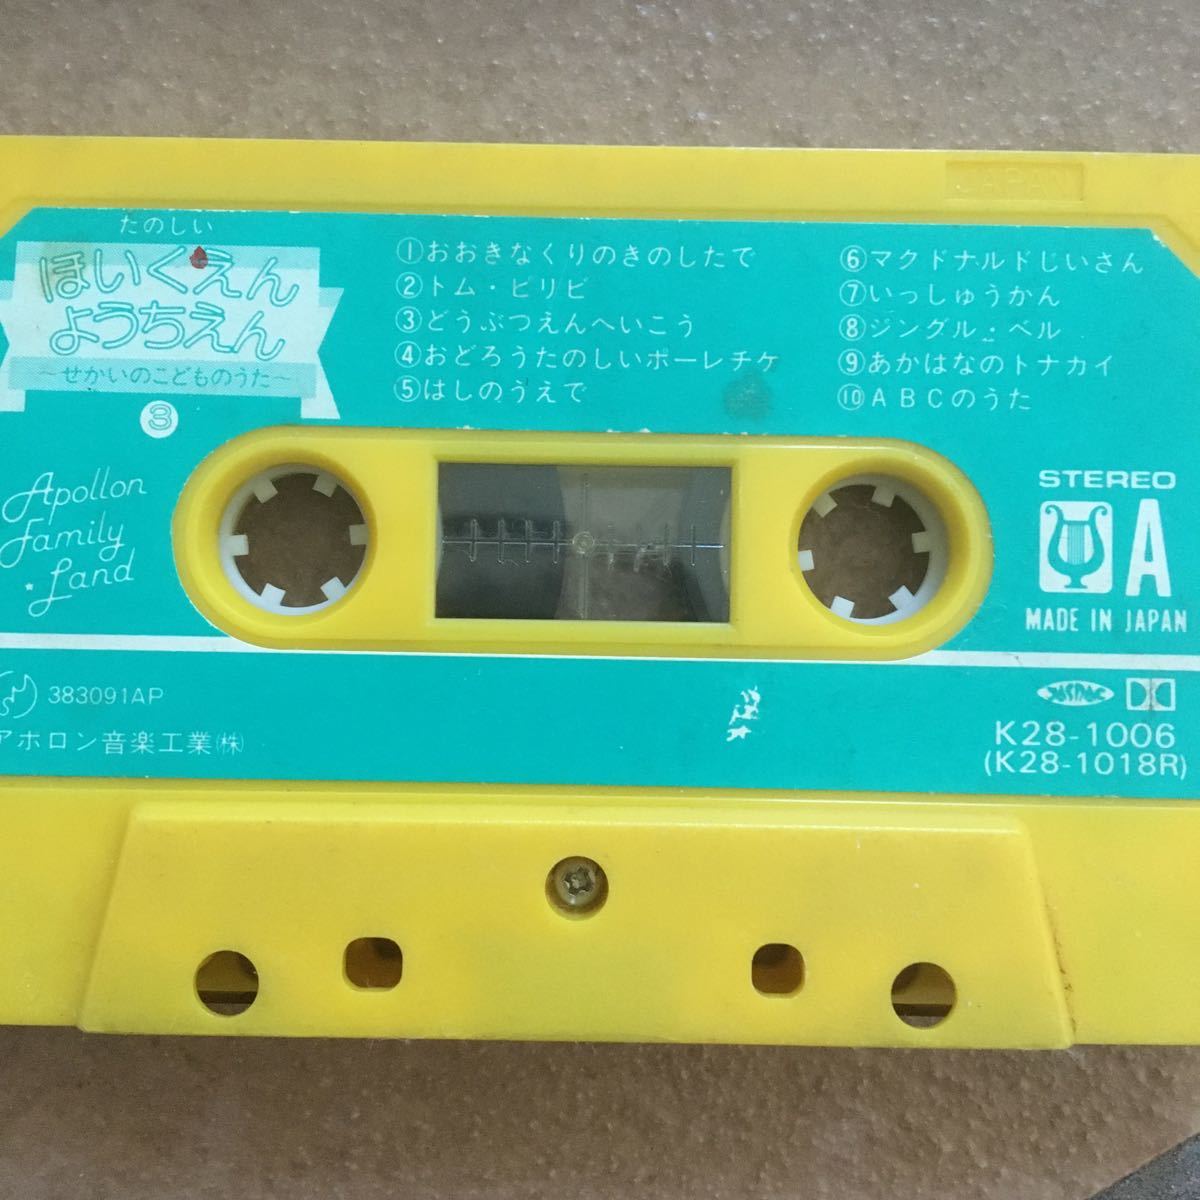 JAPAN
たのしい
ほいくえん
ようちえん
～せかいのこどものうた～
③
①おおきなくりのきのしたで
②トム・ピリビ
③どうぶつえんへいこう
④おどろうたのしいポーレチケ
⑤はしのうえで
⑥マクドナルドじいさん
⑦いっしゅうかん
⑧ジングル・ベル
⑨あかはなのトナカイ
⑩ABCのうた
Apollon
Family
Land
STEREO
A
MADE IN JAPAN
383091AP
アポロン音楽工業㈱
JASRAC
K28-1006
(K28-1018R)